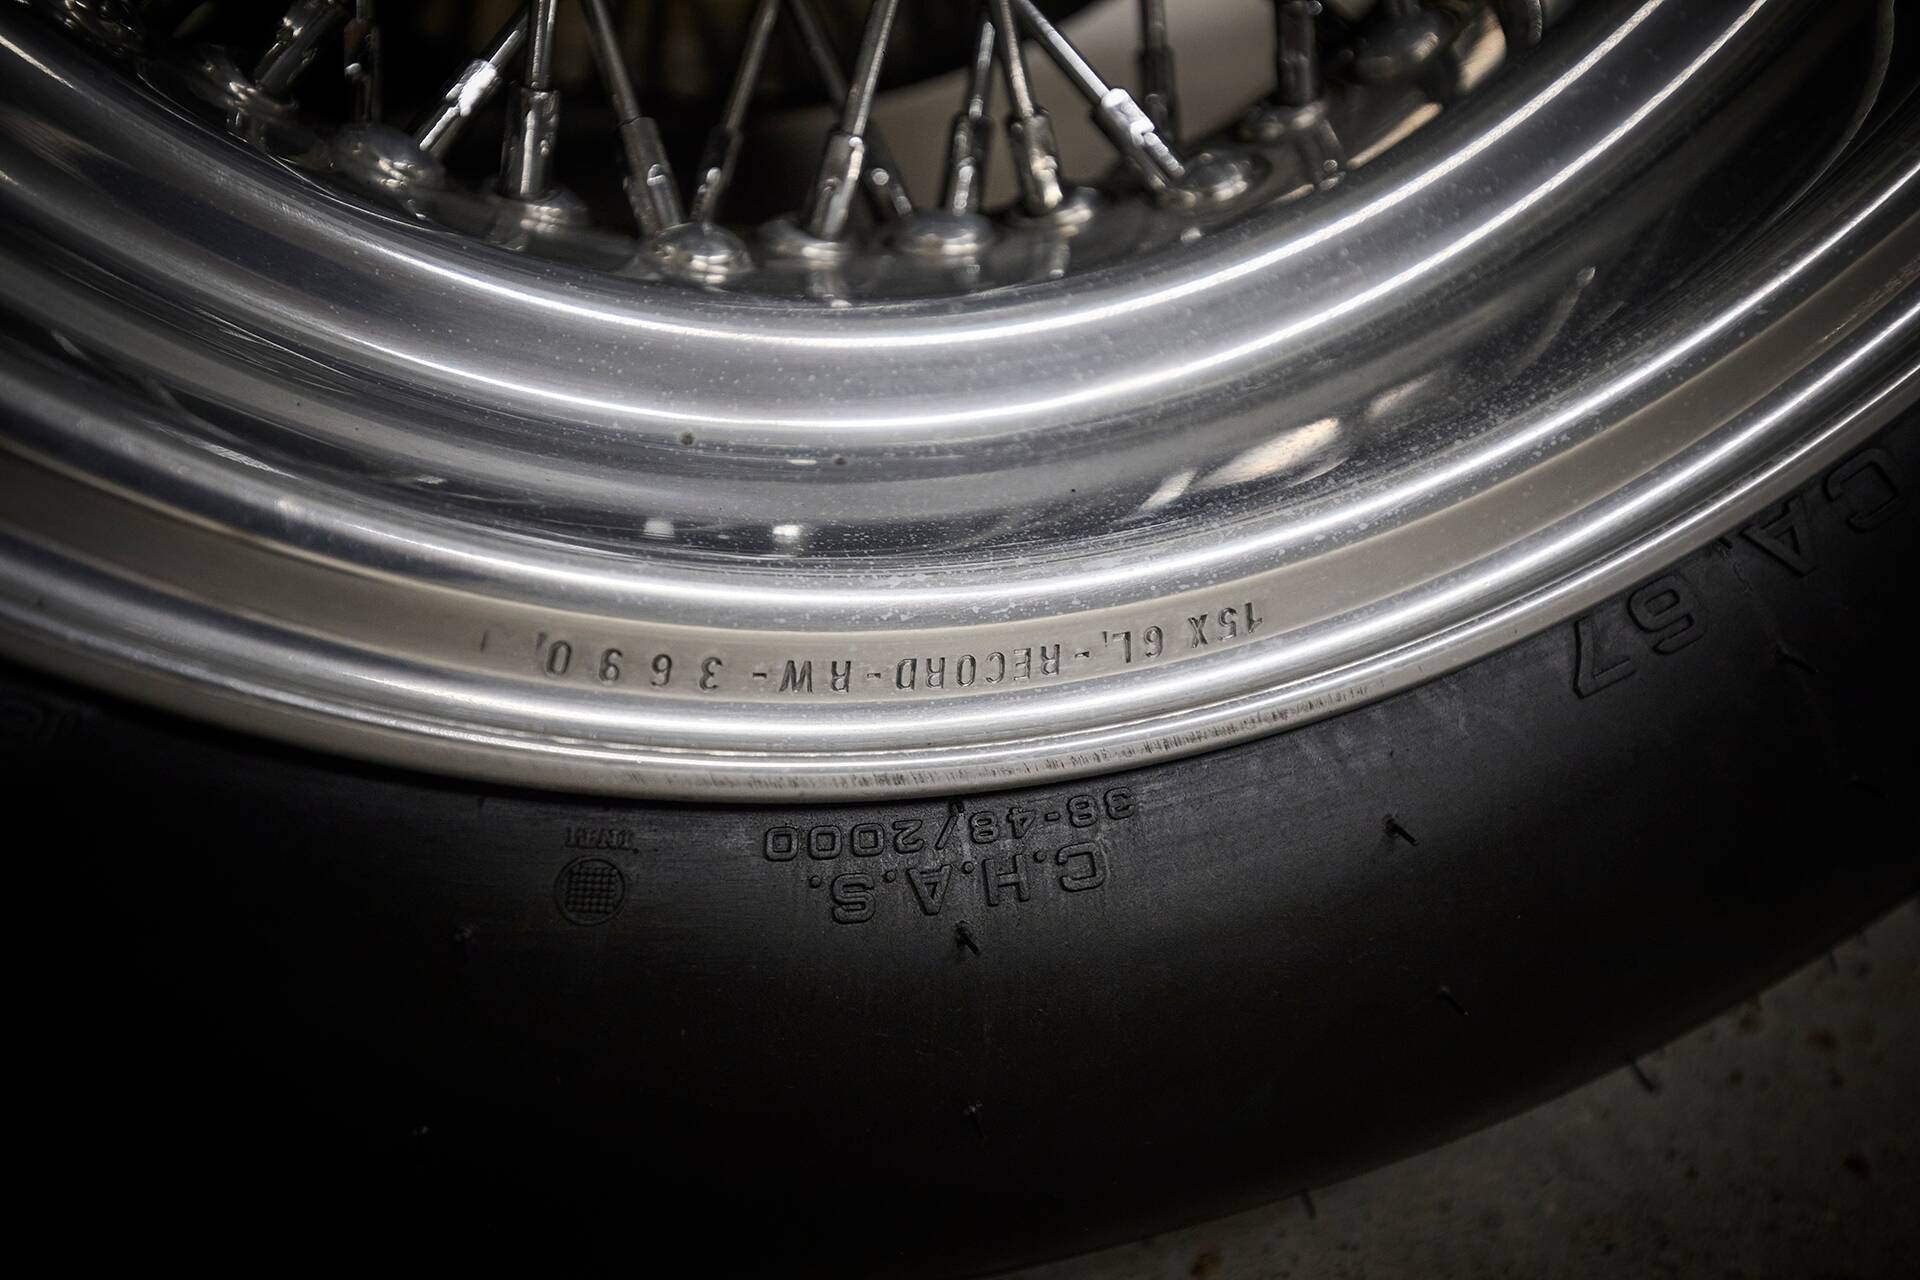 15X 6L,-RECORD-RW-3690,
38-48/2000
C.H.A.S.
CA.67